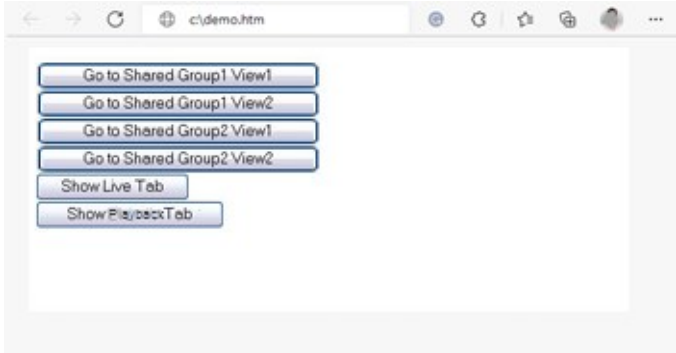 c:\demo.htm
Go to Shared Group1 View1
Go to Shared Group1 View2
Go to Shared Group2 View1
Go to Shared Group2 View2
Show Live Tab
Show Playback Tab